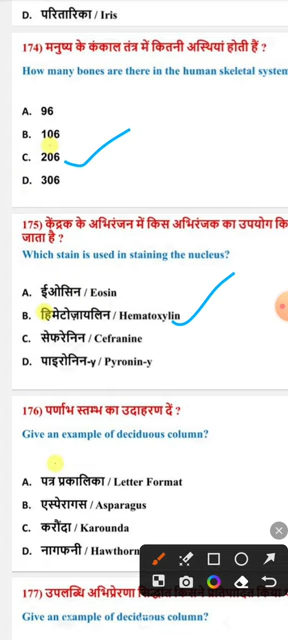 D. परितारिका / Iris
174) मनुष्य के कंकाल तंत्र में कितनी अस्थियां होती हैं ?
How many bones are there in the human skeletal system
A. 96
B. 106
C. 206
D. 306
175) केंद्रक के अभिरंजन में किस अभिरंजक का उपयोग कि
जाता है ?
Which stain is used in staining the nucleus?
A. ईओसिन / Eosin
B. हिमेटोज़ायलिन / Hematoxylin
C. सेफरेनिन / Cefranine
D. पाइरोनिन-y / Pyronin-y
176) पर्णाभ स्तम्भ का उदाहरण दें ?
Give an example of deciduous column?
A. पत्र प्रकालिका / Letter Format
B. एस्पेरागस / Asparagus
C. करौंदा / Karounda
D. नागफनी / Hawthorn
177) उपलब्धि अभिप्रेरणा
Give an example of deciduous column?